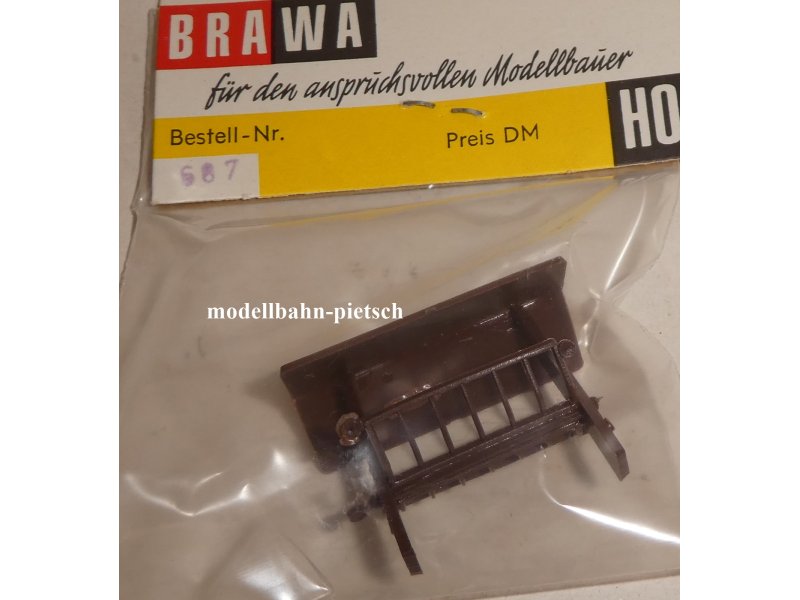 BRAWA
für den anspruchsvollen Modellbauer
Bestell-Nr.
Preis DM
HO
687
modellbahn-pietsch